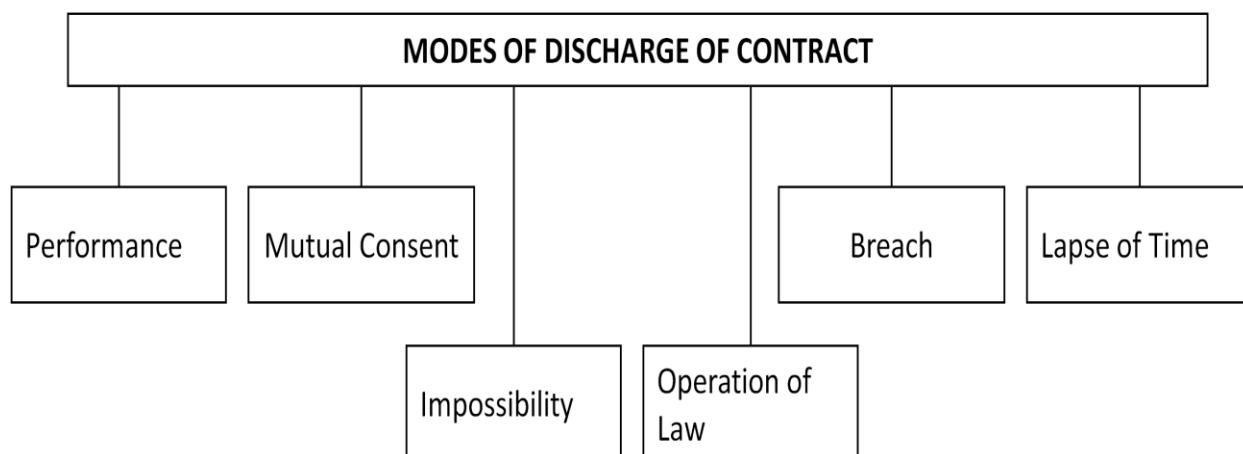 MODES OF DISCHARGE OF CONTRACT
Performance
Mutual Consent
Breach
Lapse of Time
Impossibility
Operation of
Law